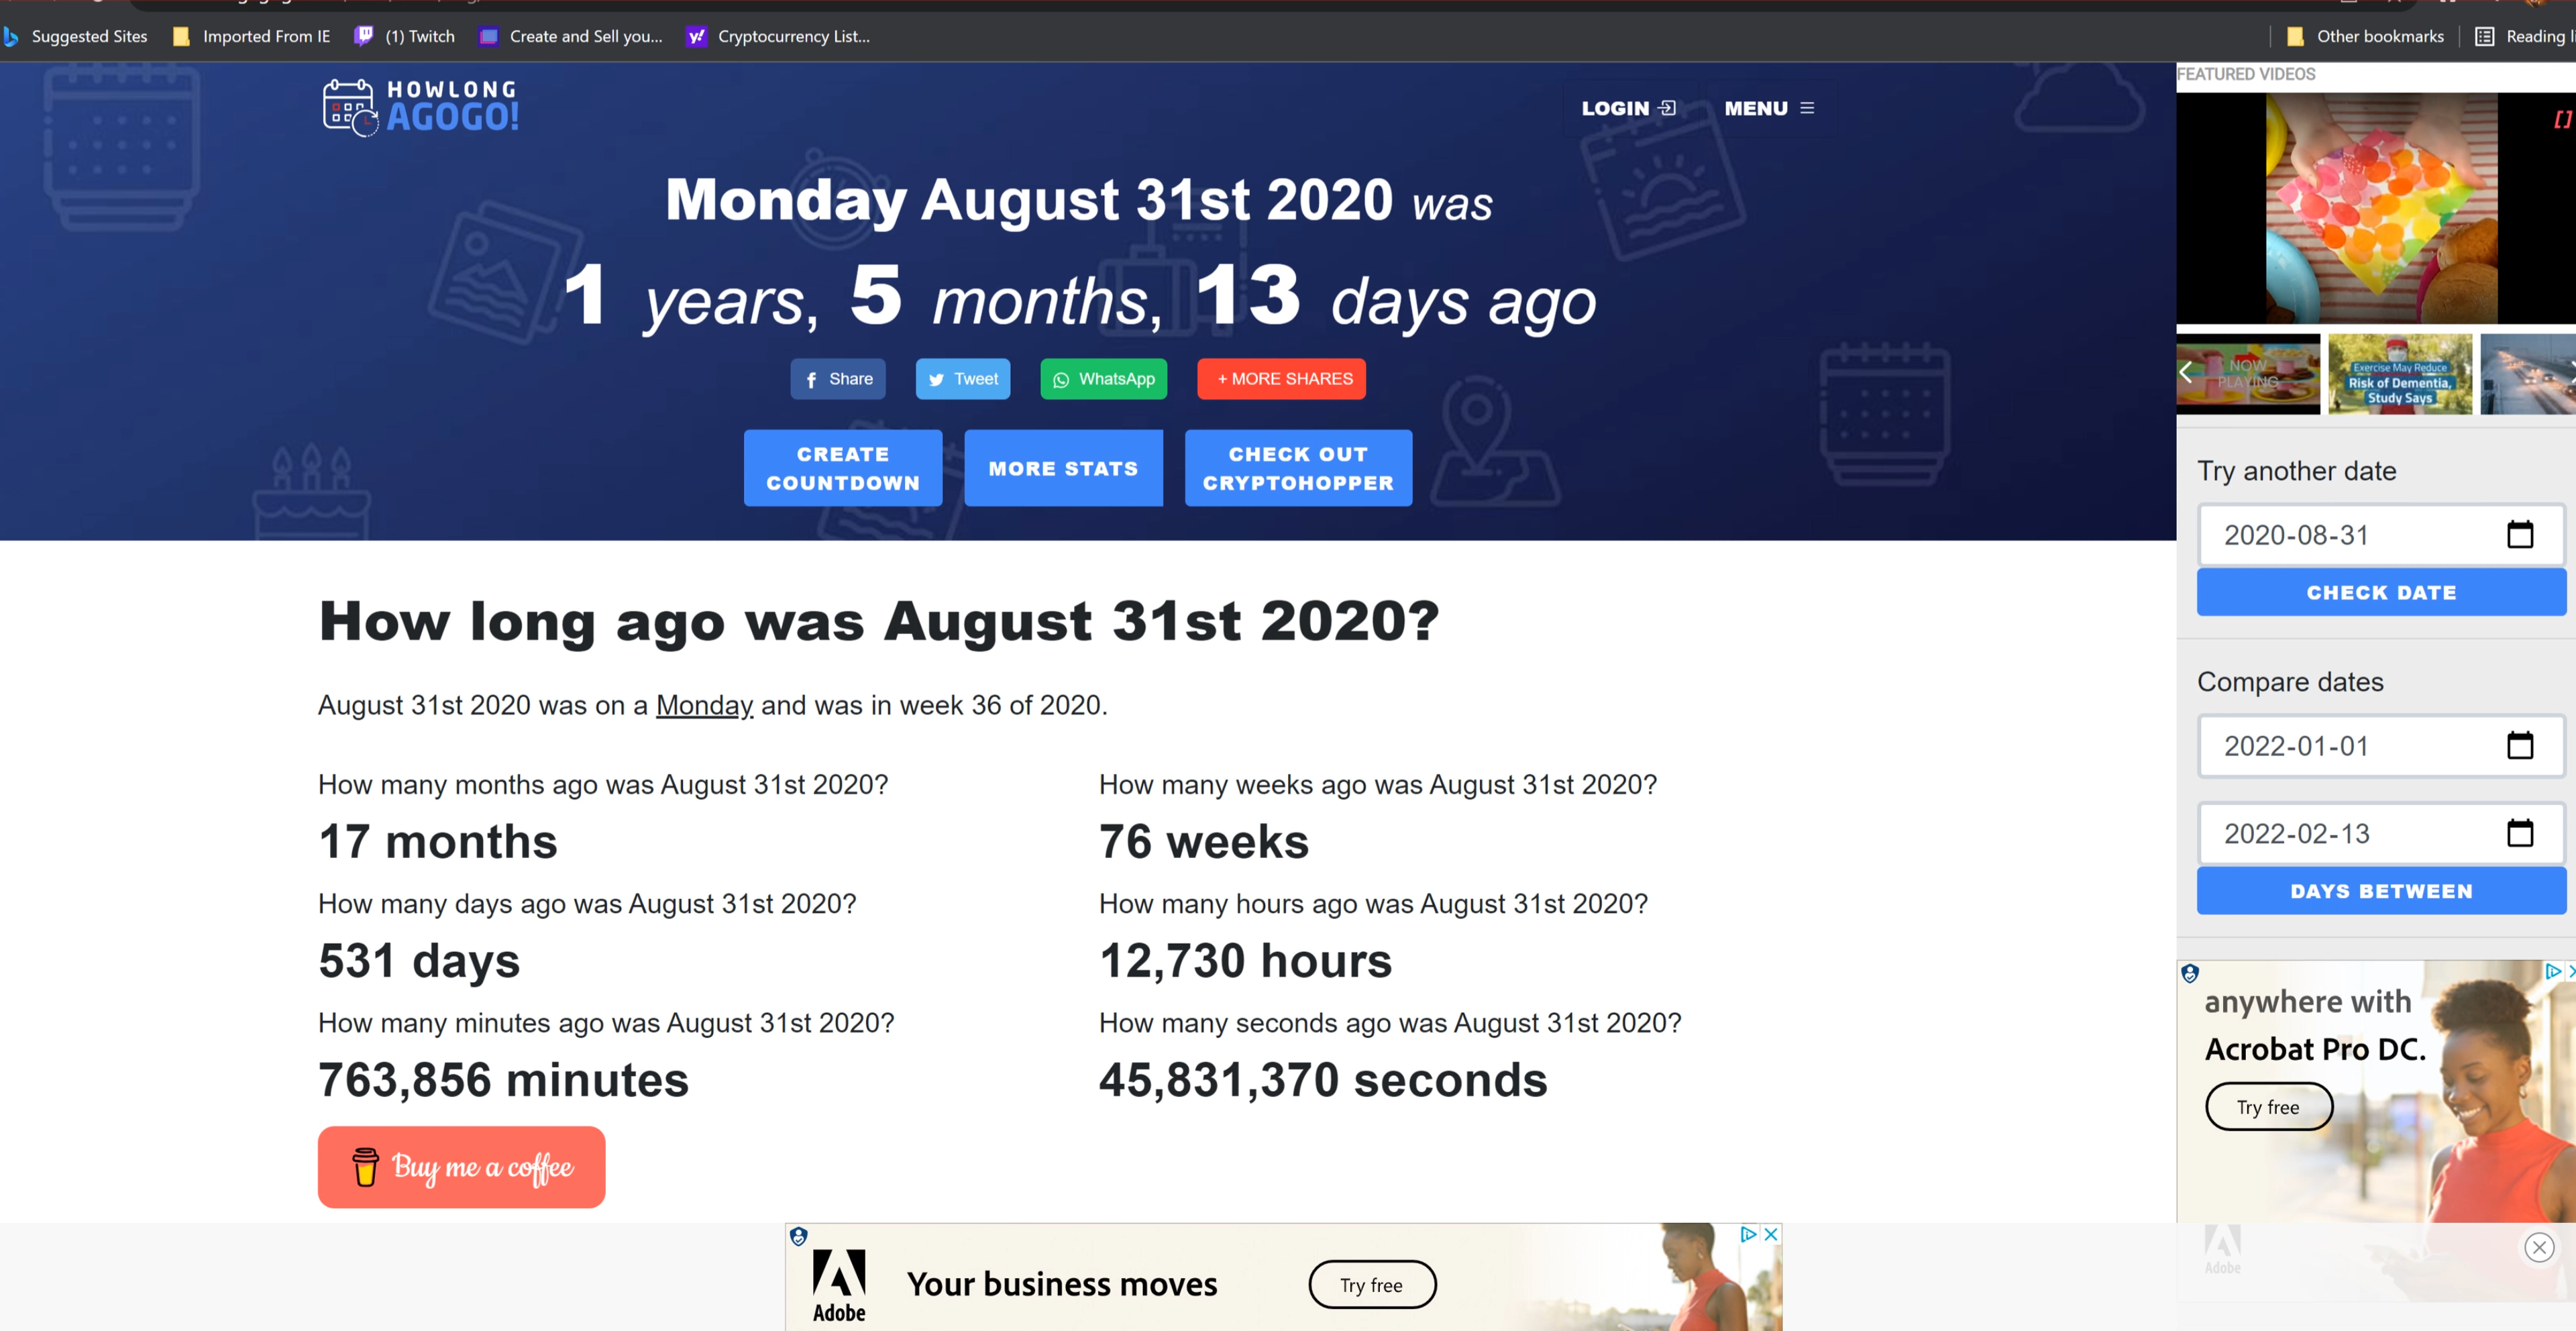 Suggested Sites
Imported From IE
(1) Twitch
Create and Sell you...
Cryptocurrency List...
Other bookmarks
Reading li
HOWLONG
AGOGO!
LOGIN
MENU
Monday August 31st 2020 was
1 years, 5 months, 13 days ago
Share
Tweet
WhatsApp
+ MORE SHARES
CREATE
COUNTDOWN
MORE STATS
CHECK OUT
CRYPTOHOPPER
How long ago was August 31st 2020?
August 31st 2020 was on a Monday and was in week 36 of 2020.
How many months ago was August 31st 2020?
17 months
How many weeks ago was August 31st 2020?
76 weeks
How many days ago was August 31st 2020?
531 days
How many hours ago was August 31st 2020?
12,730 hours
How many minutes ago was August 31st 2020?
763,856 minutes
How many seconds ago was August 31st 2020?
45,831,370 seconds
Buy me a coffee
FEATURED VIDEOS
NOW
PLAYING
Exercise May Reduce
Risk of Dementia,
Study Says
Try another date
2020-08-31
CHECK DATE
Compare dates
2022-01-01
2022-02-13
DAYS BETWEEN
anywhere with
Acrobat Pro DC.
Try free
Adobe
Adobe
Your business moves
Try free